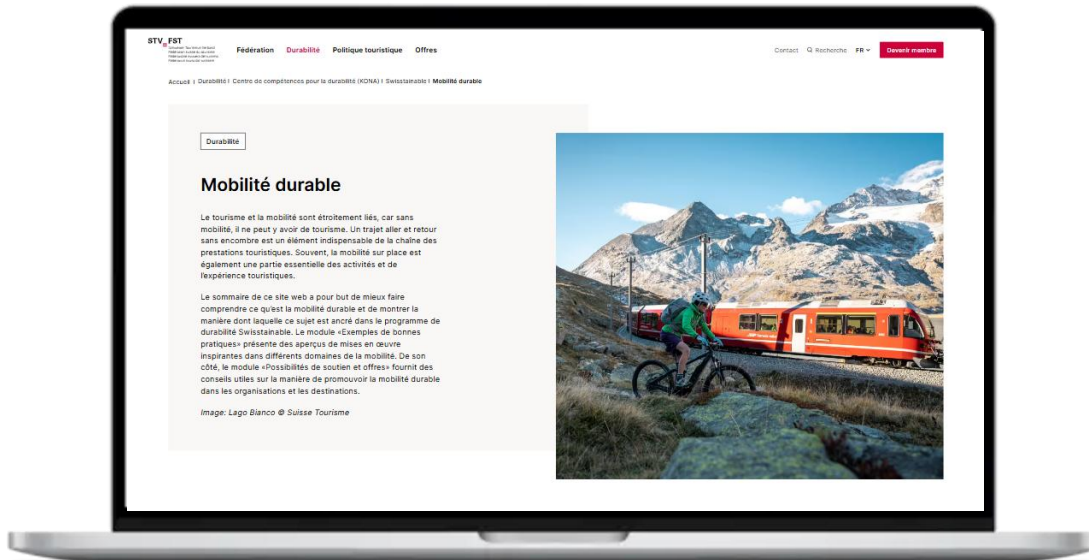 STV_FST
Fédération Durabilité Politique touristique Offres
Contact Recherche FR Devenir membre
Accueil I Durabilité I Centre de compétences pour la durabilité (KONA) I Swisstainable I Mobilité durable
Durabilité
Mobilité durable
Le tourisme et la mobilité sont étroitement liés, car sans
mobilité, il ne peut y avoir de tourisme. Un trajet aller et retour
sans encombre est un élément indispensable de la chaîne des
prestations touristiques. Souvent, la mobilité sur place est
également une partie essentielle des activités et de
l'expérience touristiques.
Le sommaire de ce site web a pour but de mieux faire
comprendre ce qu'est la mobilité durable et de montrer la
manière dont laquelle ce sujet est ancré dans le programme de
durabilité Swisstainable. Le module «Exemples de bonnes
pratiques» présente des aperçus de mises en œuvre
inspirantes dans différents domaines de la mobilité. De son
côté, le module «Possibilités de soutien et offres» fournit des
conseils utiles sur la manière de promouvoir la mobilité durable
dans les organisations et les destinations.
Image: Lago Bianco © Suisse Tourisme